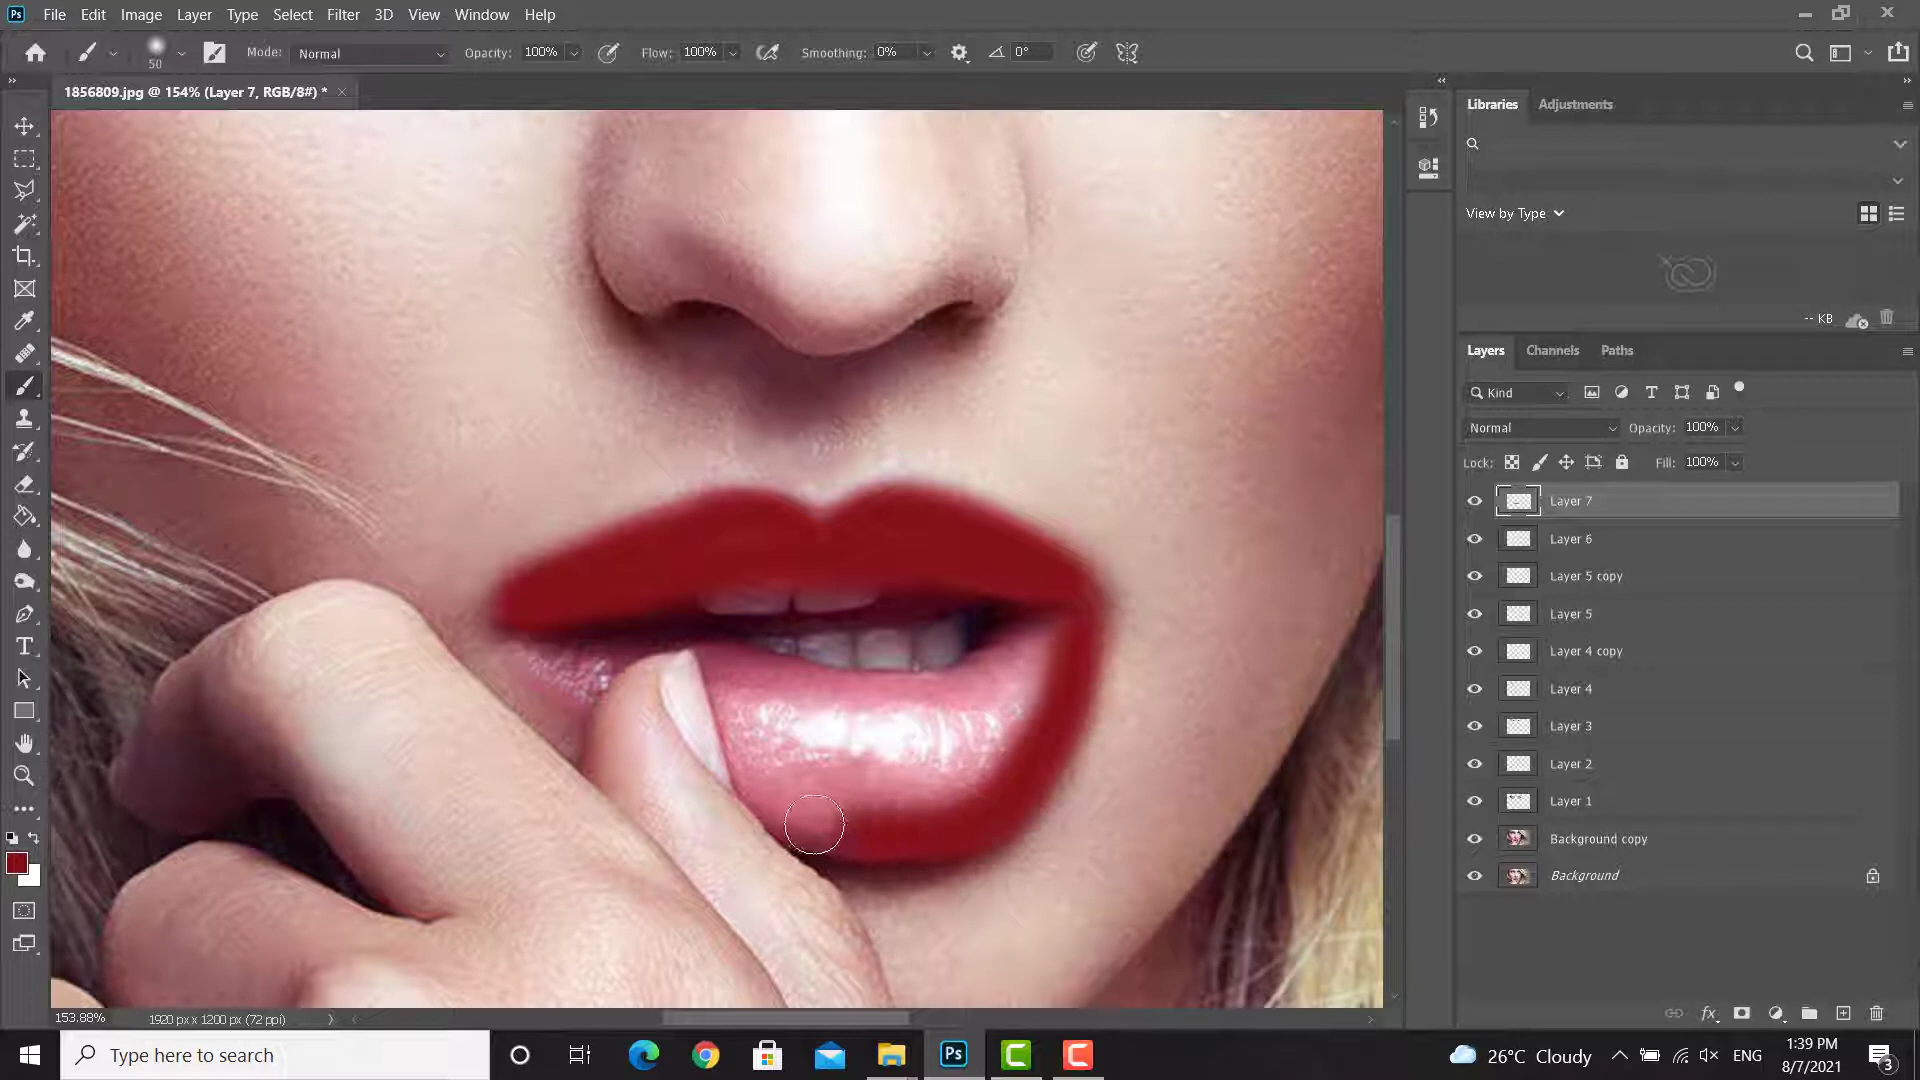 Ps File Edit Image Layer Type Select Filter 3D View Window Help
50 Mode: Normal Opacity: 100% Flow: 100% Smoothing: 0% 0°
1856809.jpg @ 154% (Layer 7, RGB/8#) *
Libraries Adjustments
View by Type
-- KB
Layers Channels Paths
Kind
Normal Opacity: 100%
Lock: Fill: 100%
Layer 7
Layer 6
Layer 5 copy
Layer 5
Layer 4 copy
Layer 4
Layer 3
Layer 2
Layer 1
Background copy
Background
153.88% 1920 px x 1200 px (72 ppi)
Type here to search
Ps
26°C Cloudy
ENG
1:39 PM
8/7/2021
3